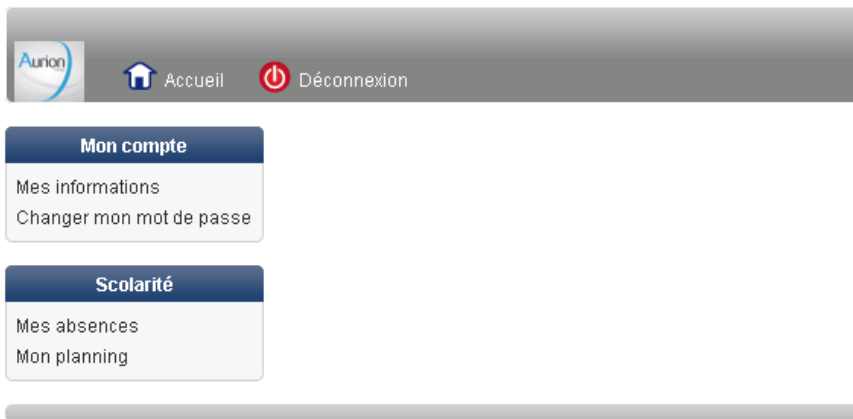 Aurion
Accueil
Déconnexion
Mon compte
Mes informations
Changer mon mot de passe
Scolarité
Mes absences
Mon planning